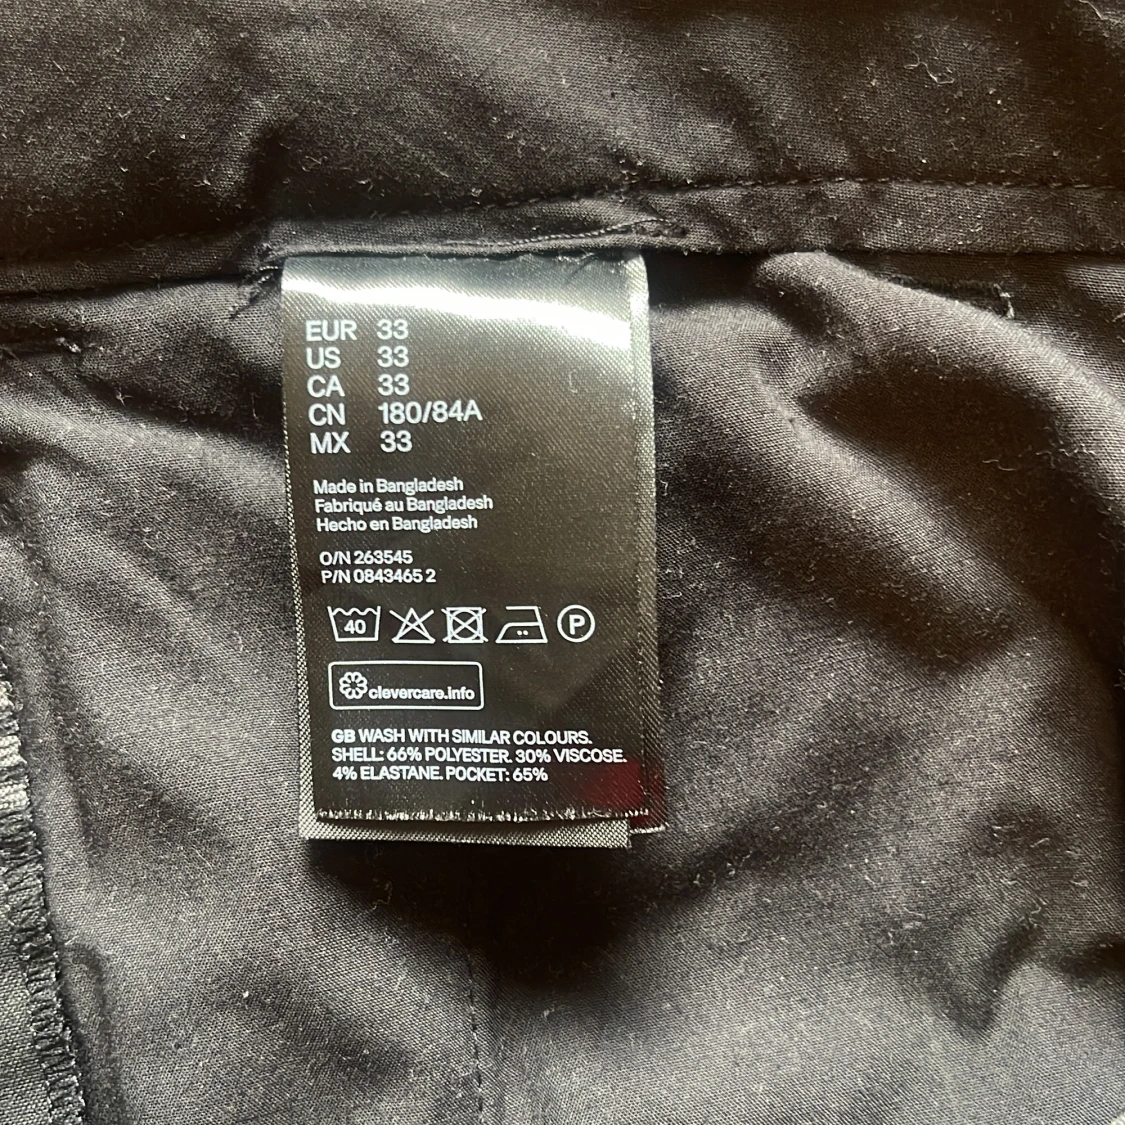 EUR 33
US 33
CA 33
CN 180/84A
MX 33
Made in Bangladesh
Fabriqué au Bangladesh
Hecho en Bangladesh
O/N 263545
P/N 0843465 2
40 P
clevercare.info
GB WASH WITH SIMILAR COLOURS.
SHELL: 66% POLYESTER. 30% VISCOSE.
4% ELASTANE. POCKET: 65%